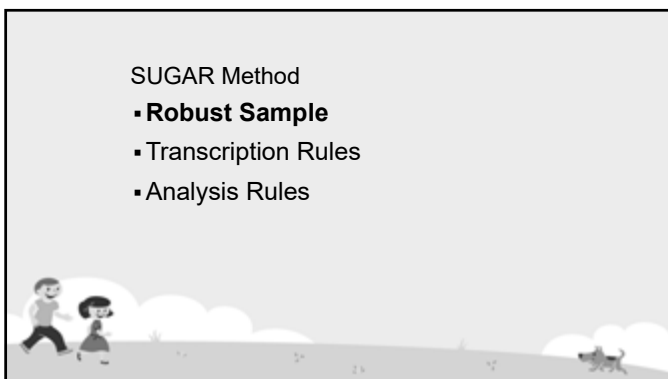 SUGAR Method
▪ Robust Sample
▪ Transcription Rules
▪ Analysis Rules